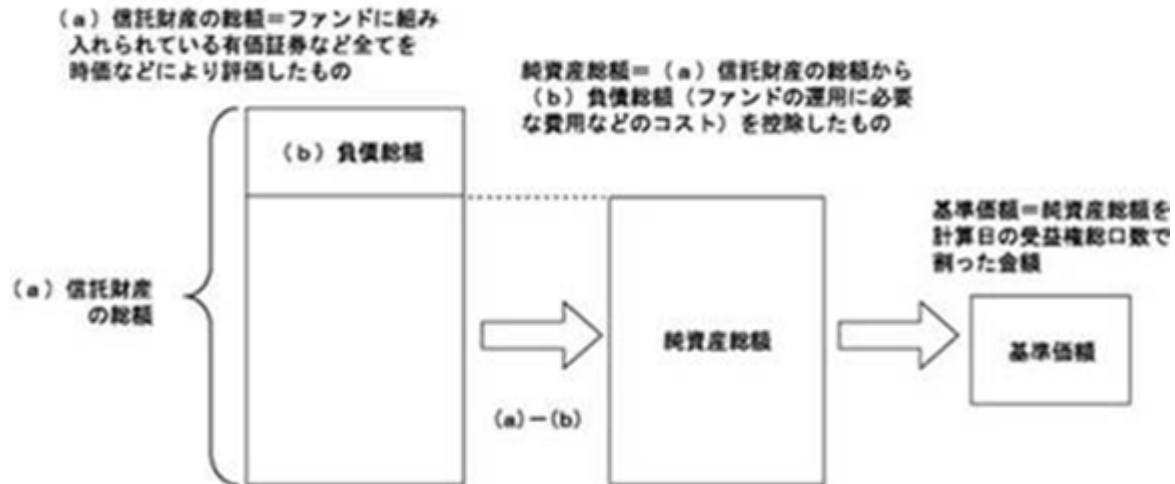 (a)信託財産の総額＝ファンドに組み
入れられている有価証券など全てを
時価などにより評価したもの
純資産総額＝(a)信託財産の総額から
(b)負債総額(ファンドの運用に必要
な費用などのコスト)を控除したもの
(b)負債総額
基準価額＝純資産総額を
計算日の受益権総口数で
割った金額
(a)信託財産
の総額
純資産総額
基準価額
(a)－(b)